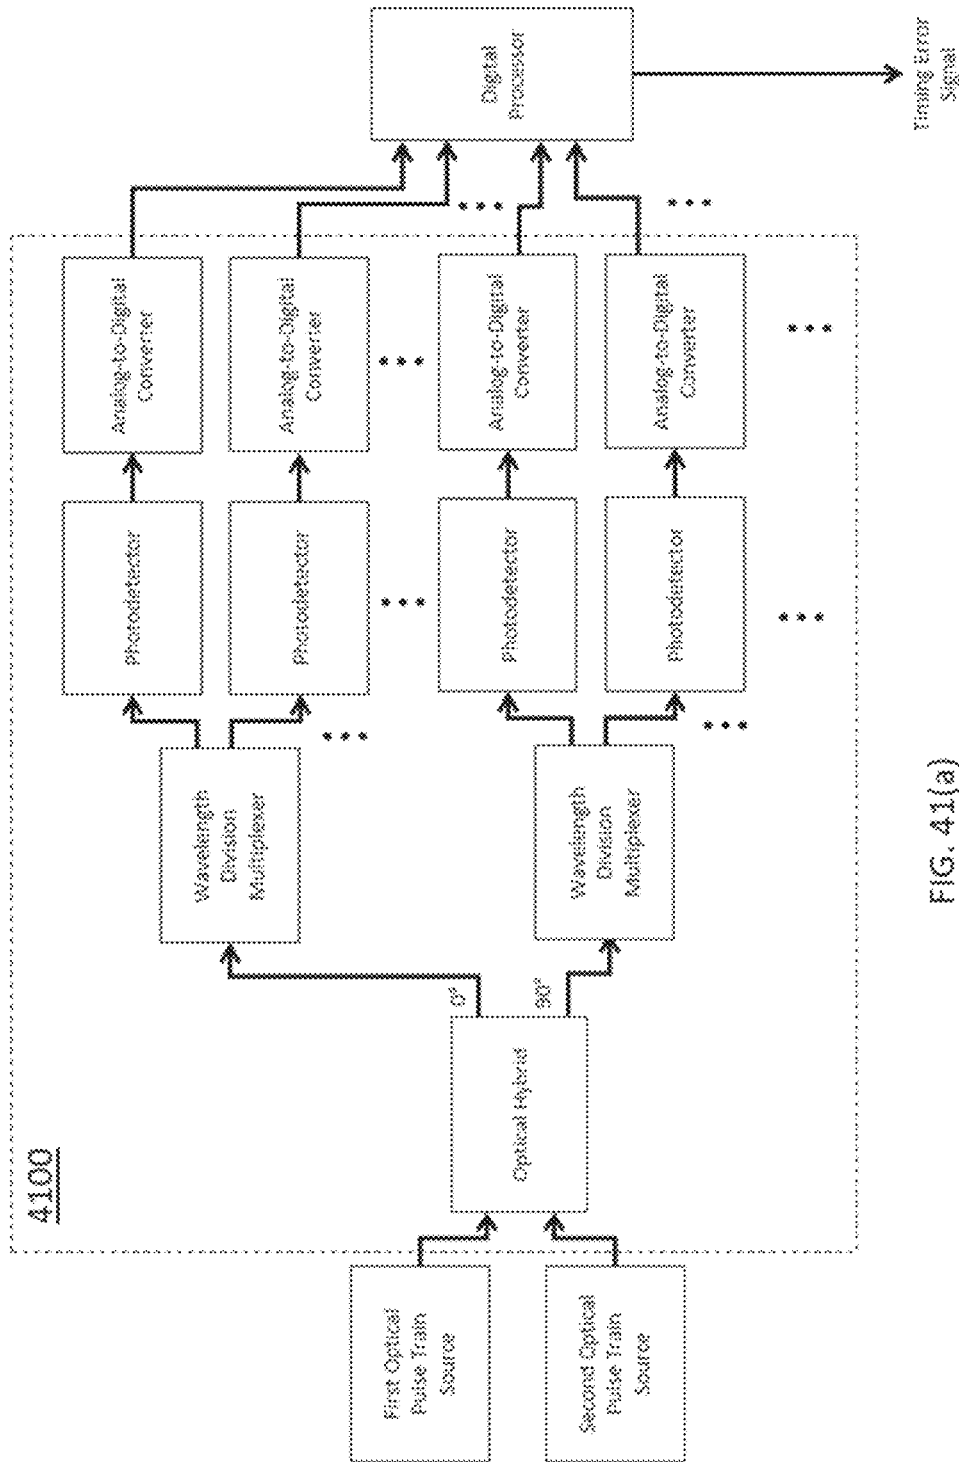 4100
First Optical
Pulse Train
Source
Second Optical
Pulse Train
Source
Optical Hybrid
0°
90°
Wavelength
Division
Multiplexer
Wavelength
Division
Multiplexer
Photodetector
Photodetector
Photodetector
Photodetector
Analog-to-Digital
Converter
Analog-to-Digital
Converter
Analog-to-Digital
Converter
Analog-to-Digital
Converter
Digital
Processor
Timing Error
Signal
FIG. 41(a)